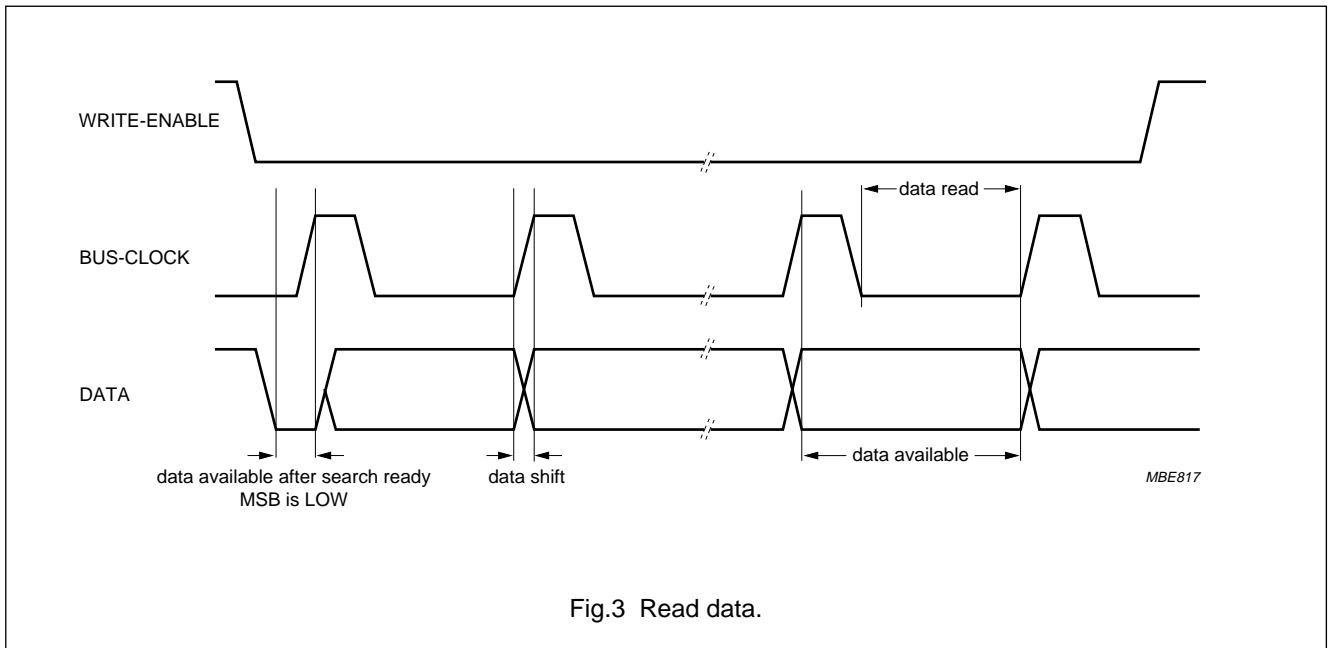 WRITE-ENABLE
data read
BUS-CLOCK
DATA
data available after search ready
MSB is LOW
data shift
data available
MBE817
Fig.3 Read data.